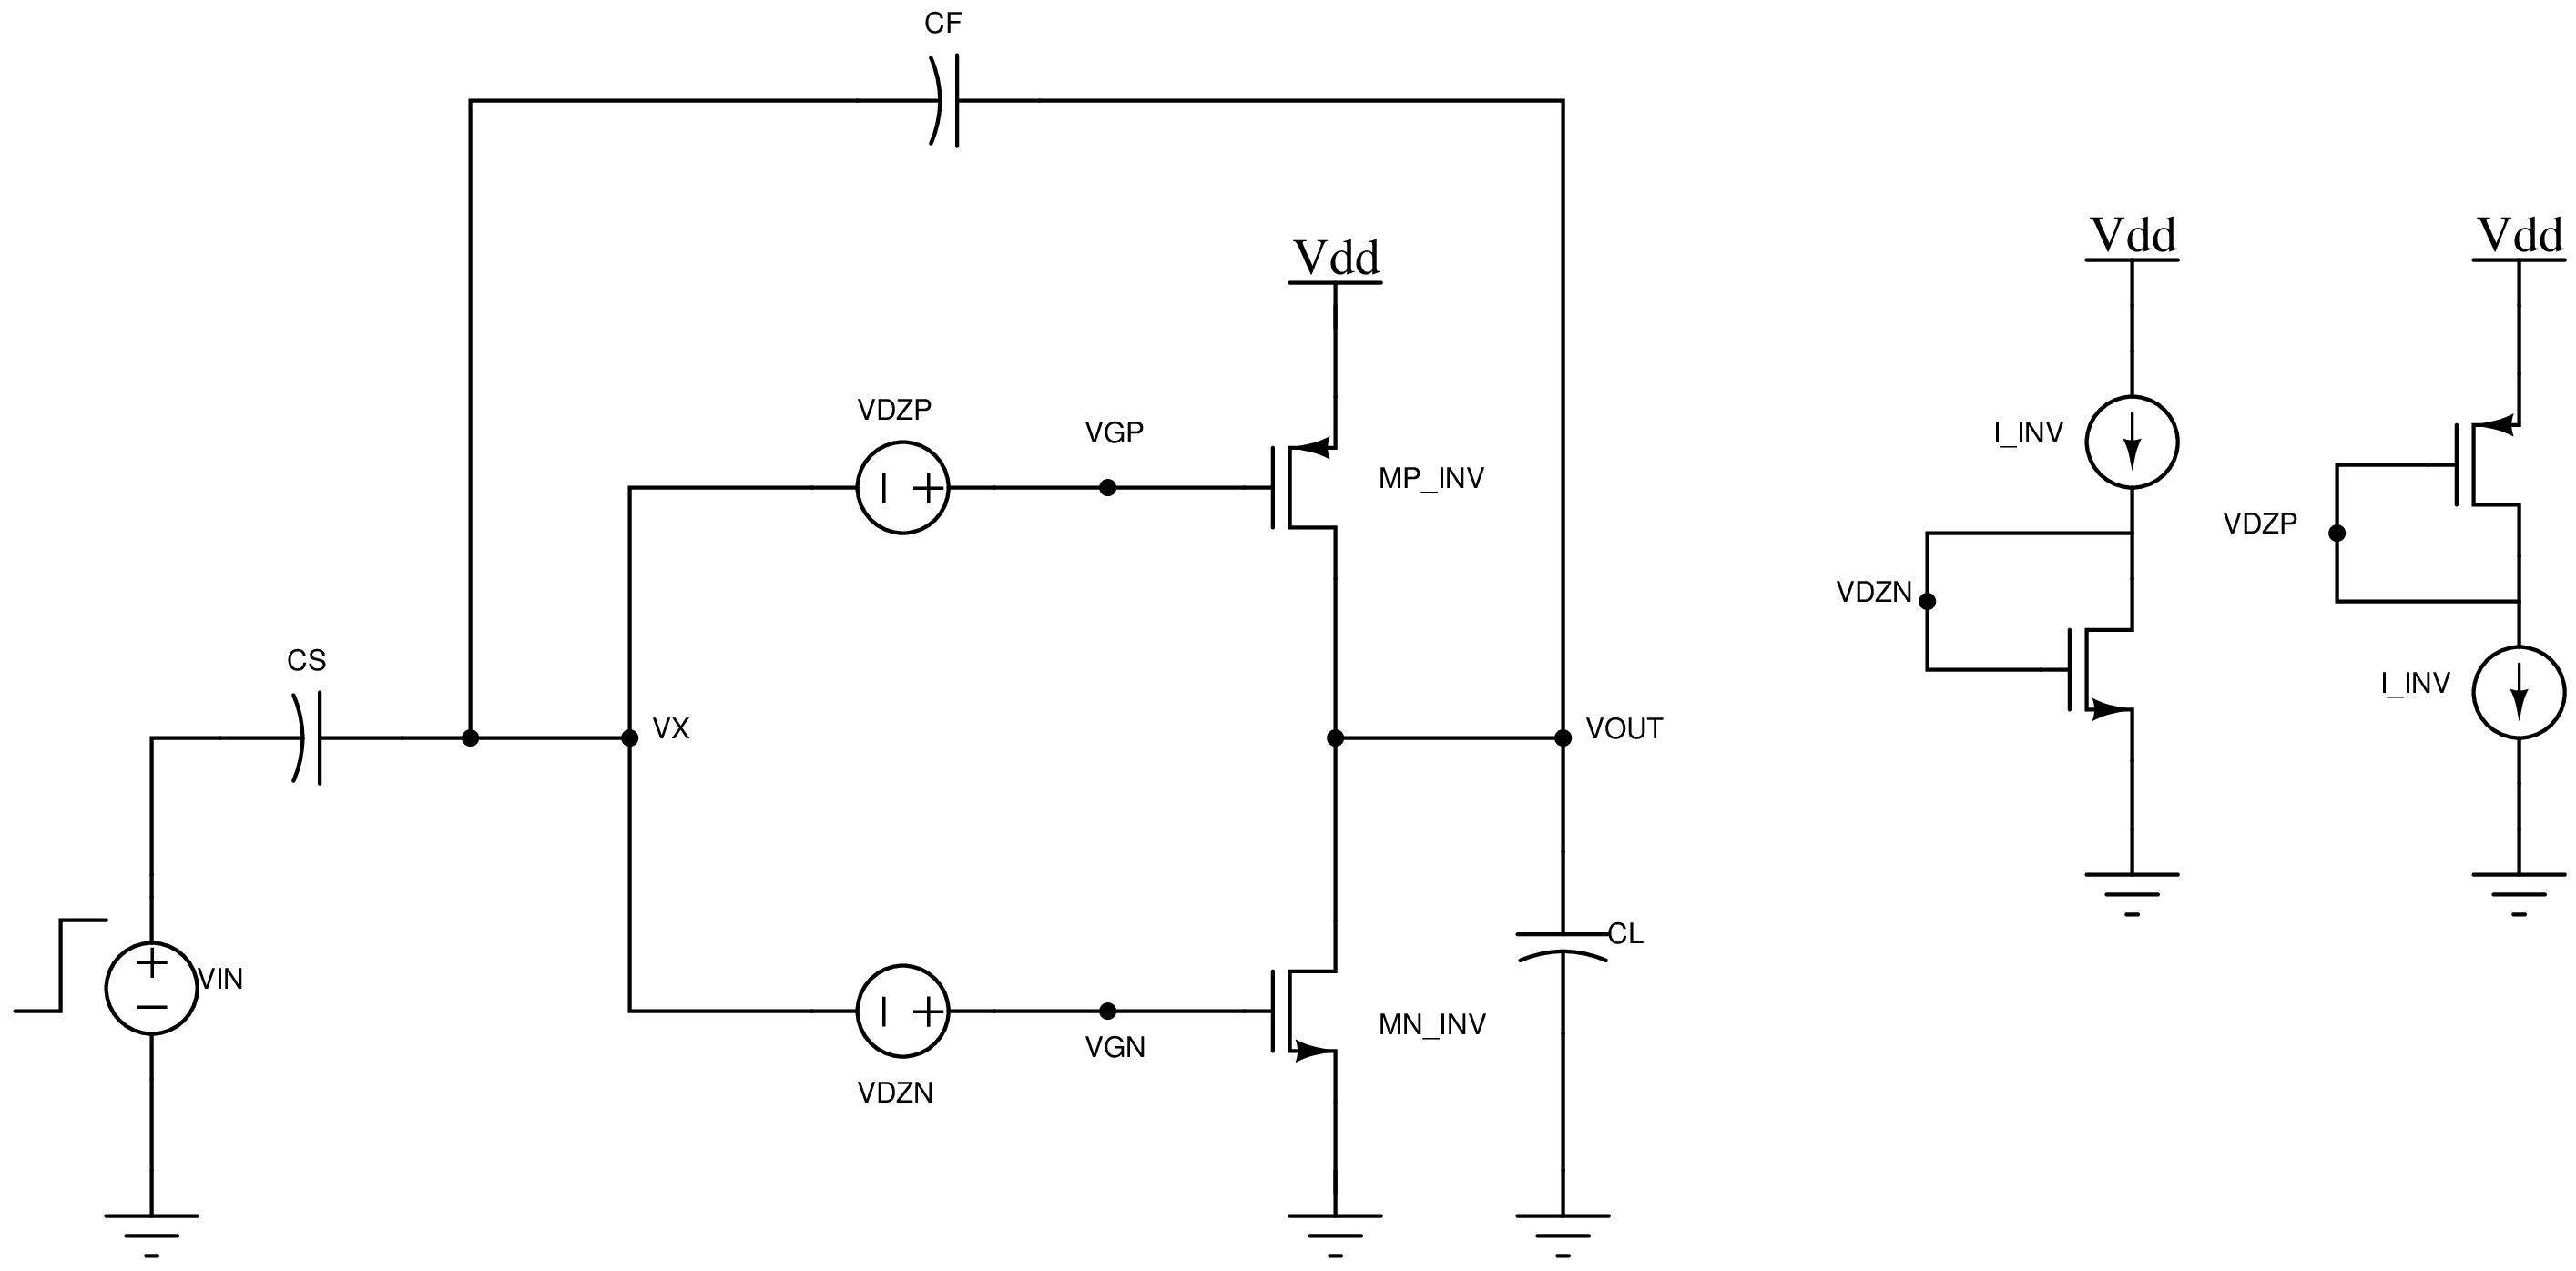 CF
Vdd
Vdd
Vdd
VDZP
VGP
I_INV
MP_INV
VDZP
VDZN
CS
VX
VOUT
I_INV
CL
VIN
VGN
MN_INV
VDZN